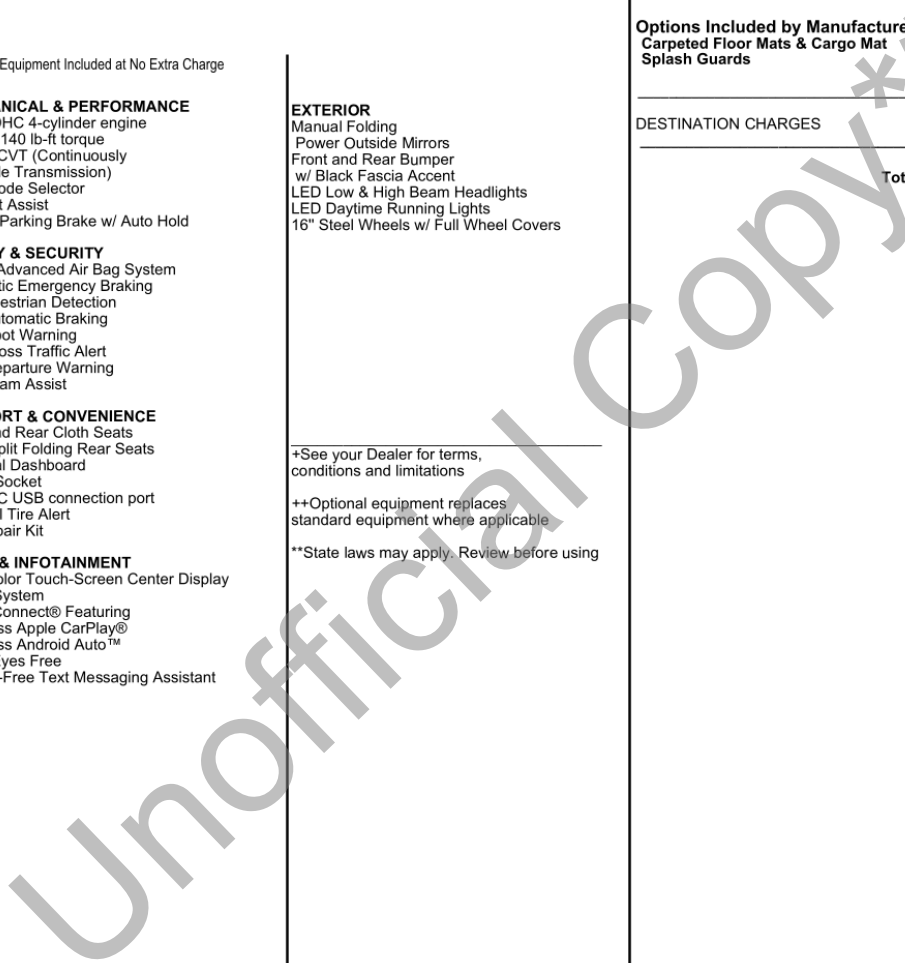 Equipment Included at No Extra Charge
NICAL & PERFORMANCE
HC 4-cylinder engine
140 lb-ft torque
CVT (Continuously
le Transmission)
ode Selector
t Assist
Parking Brake w/ Auto Hold
Y & SECURITY
Advanced Air Bag System
tic Emergency Braking
estrian Detection
tomatic Braking
pot Warning
oss Traffic Alert
eparture Warning
am Assist
RT & CONVENIENCE
d Rear Cloth Seats
plit Folding Rear Seats
l Dashboard
Socket
C USB connection port
l Tire Alert
pair Kit
& INFOTAINMENT
olor Touch-Screen Center Display
System
Connect® Featuring
ss Apple CarPlay®
ss Android Auto™
yes Free
-Free Text Messaging Assistant
EXTERIOR
Manual Folding
Power Outside Mirrors
Front and Rear Bumper
w/ Black Fascia Accent
LED Low & High Beam Headlights
LED Daytime Running Lights
16" Steel Wheels w/ Full Wheel Covers
+See your Dealer for terms,
conditions and limitations
++Optional equipment replaces
standard equipment where applicable
**State laws may apply. Review before using
Options Included by Manufacture
Carpeted Floor Mats & Cargo Mat
Splash Guards
DESTINATION CHARGES
Tot
Unofficial Copy*